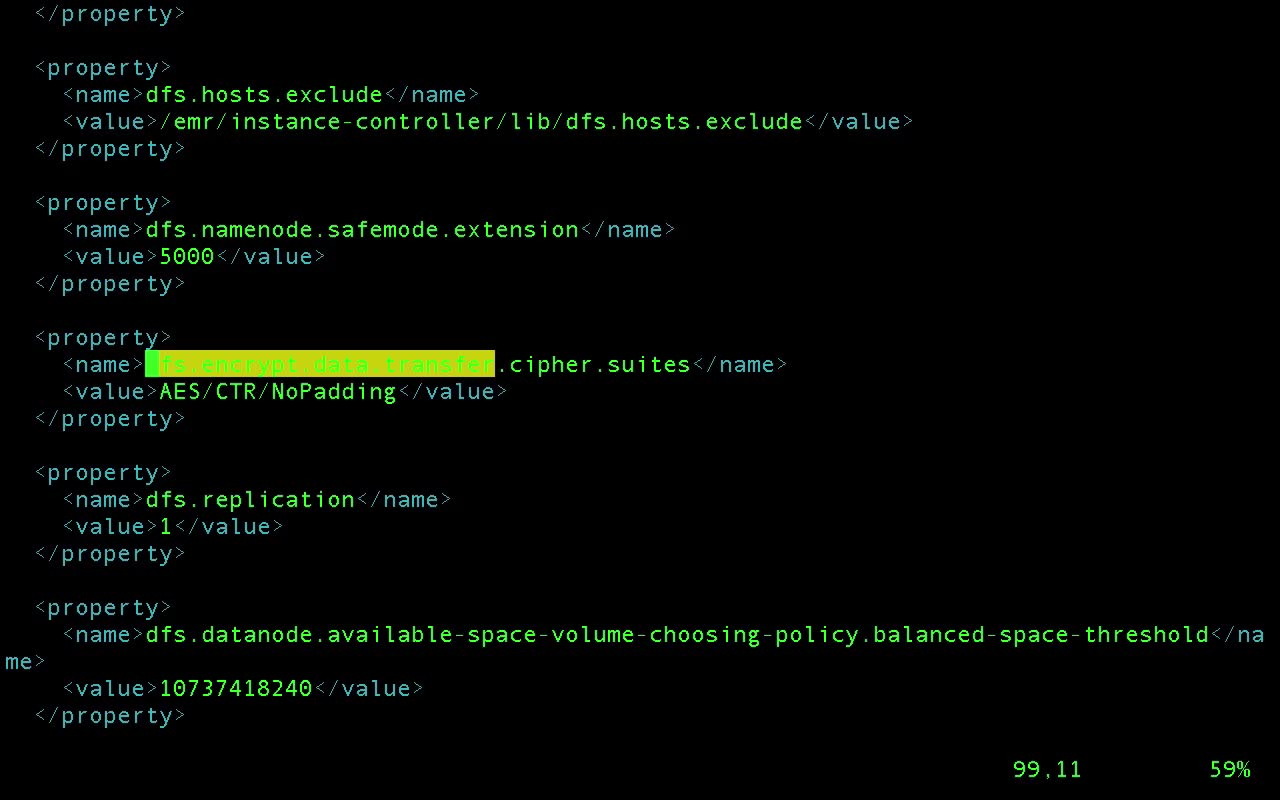 </property>
<property>
<name>dfs.hosts.exclude</name>
<value>/emr/instance-controller/lib/dfs.hosts.exclude</value>
</property>
<property>
<name>dfs.namenode.safemode.extension</name>
<value>5000</value>
</property>
<property>
<name>dfs.encrypt.data.transfer.cipher.suites</name>
<value>AES/CTR/NoPadding</value>
</property>
<property>
<name>dfs.replication</name>
<value>1</value>
</property>
<property>
<name>dfs.datanode.available-space-volume-choosing-policy.balanced-space-threshold</na
me>
<value>10737418240</value>
</property>
99,11 59%